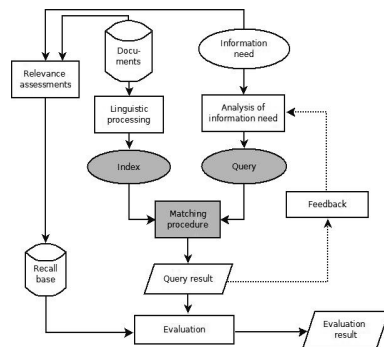 Docu-
ments
Information
need
Relevance
assessments
Linguistic
processing
Analysis of
information need
Index
Query
Matching
procedure
Feedback
Recall
base
Query result
Evaluation
Evaluation
result